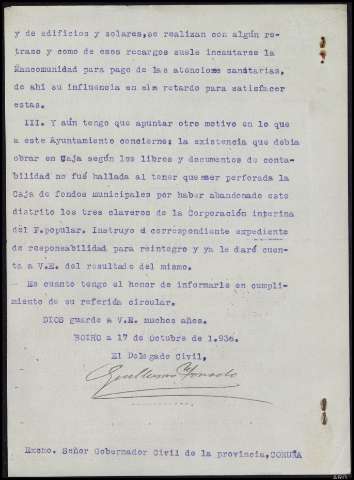 y de edificios y solares,se realizan con algún re-
traso y como de esos recargos suele incautarse la
Mancomunidad para pago de las atenciones sanitarias,
de ahí su influencia en el retardo para satisfacer
estas.
III. Y aún tengo que apuntar otro motivo en lo que
a este Ayuntamiento concierne: la existencia que debía
obrar en Caja según los libros y documentos de conta-
bilidad no fué hallada al tener que ser perforada la
Caja de fondos municipales por haber abandonado este
distrito los tres claveros de la Corporación interina
del F.popular. Instruyo el correspondiente expediente
de responsabilidad para reintegro y ya le daré cuenta
a V.E. del resultado del mismo.
Es cuanto tengo el honor de informarle en cumpli-
miento de su referida circular.
DIOS guarde a V.E. muchos años.
BOIRO a 17 de Octubre de 1.936.
El Delegado Civil,
Guillermo
Excmo. Señor Gobernador Civil de la provincia,CORUÑA